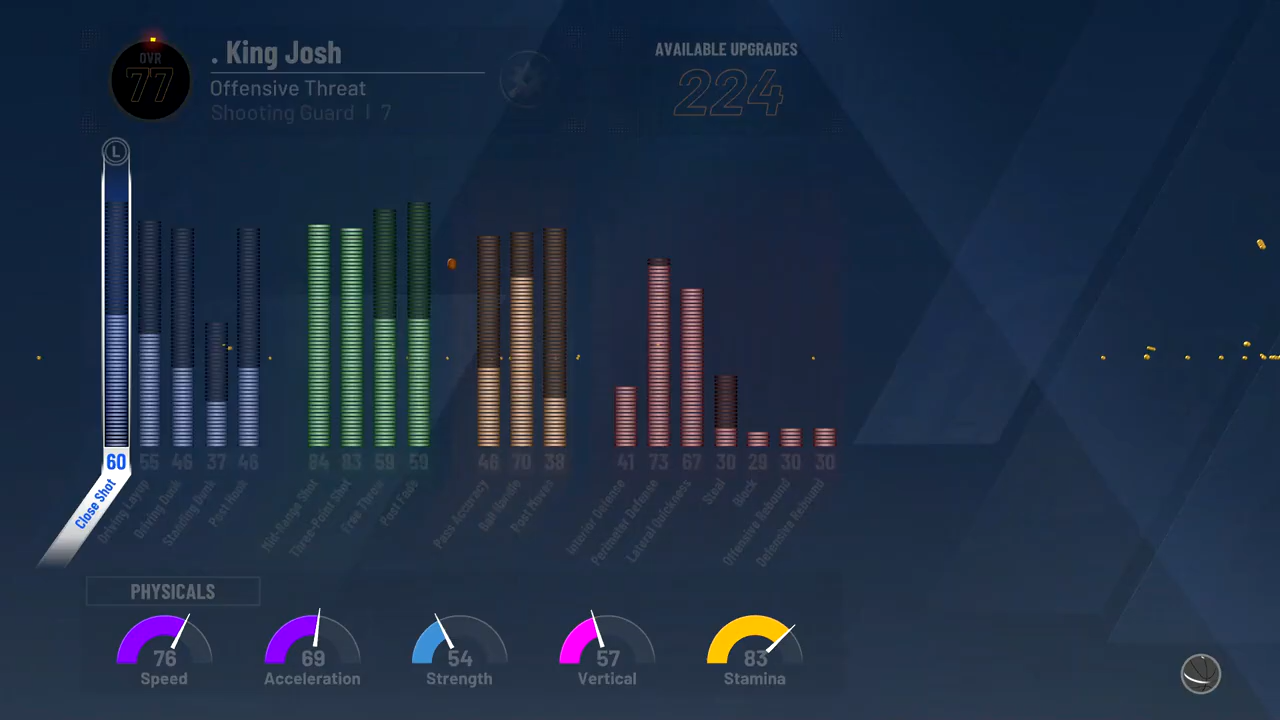 OVR
77
. King Josh
Offensive Threat
Shooting Guard | 7
AVAILABLE UPGRADES
224
L
60 55 46 37 46 84 83 59 59 46 70 38 41 73 67 30 29 30 30
Close Shot
Driving Layup
Driving Dunk
Standing Dunk
Post Hook
Mid-Range Shot
Three-Point Shot
Free Throw
Post Fade
Pass Accuracy
Ball Handle
Post Moves
Interior Defense
Perimeter Defense
Lateral Quickness
Steal
Block
Offensive Rebound
Defensive Rebound
PHYSICALS
76 69 54 57 83
Speed Acceleration Strength Vertical Stamina